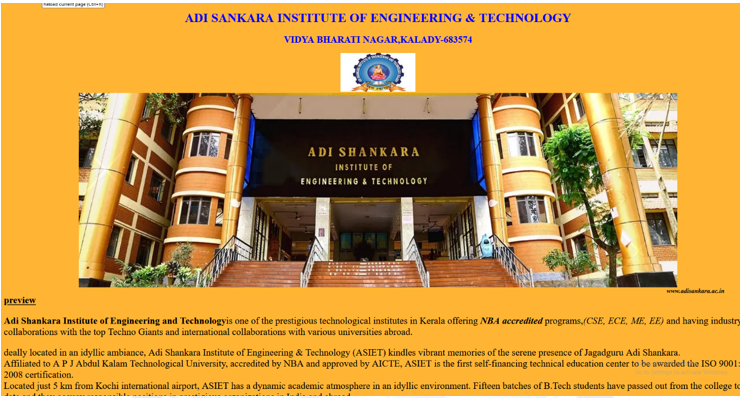 Reload current page (Ctrl+R)
ADI SANKARA INSTITUTE OF ENGINEERING & TECHNOLOGY
VIDYA BHARATI NAGAR,KALADY-683574
ADI SHANKARA
INSTITUTE OF
ENGINEERING & TECHNOLOGY
www.adisankara.ac.in
preview
Adi Shankara Institute of Engineering and Technologyis one of the prestigious technological institutes in Kerala offering NBA accredited programs,(CSE, ECE, ME, EE) and having industry
collaborations with the top Techno Giants and international collaborations with various universities abroad.
deally located in an idyllic ambiance, Adi Shankara Institute of Engineering & Technology (ASIET) kindles vibrant memories of the serene presence of Jagadguru Adi Shankara.
Affiliated to A P J Abdul Kalam Technological University, accredited by NBA and approved by AICTE, ASIET is the first self-financing technical education center to be awarded the ISO 9001:
2008 certification.
Located just 5 km from Kochi international airport, ASIET has a dynamic academic atmosphere in an idyllic environment. Fifteen batches of B.Tech students have passed out from the college to